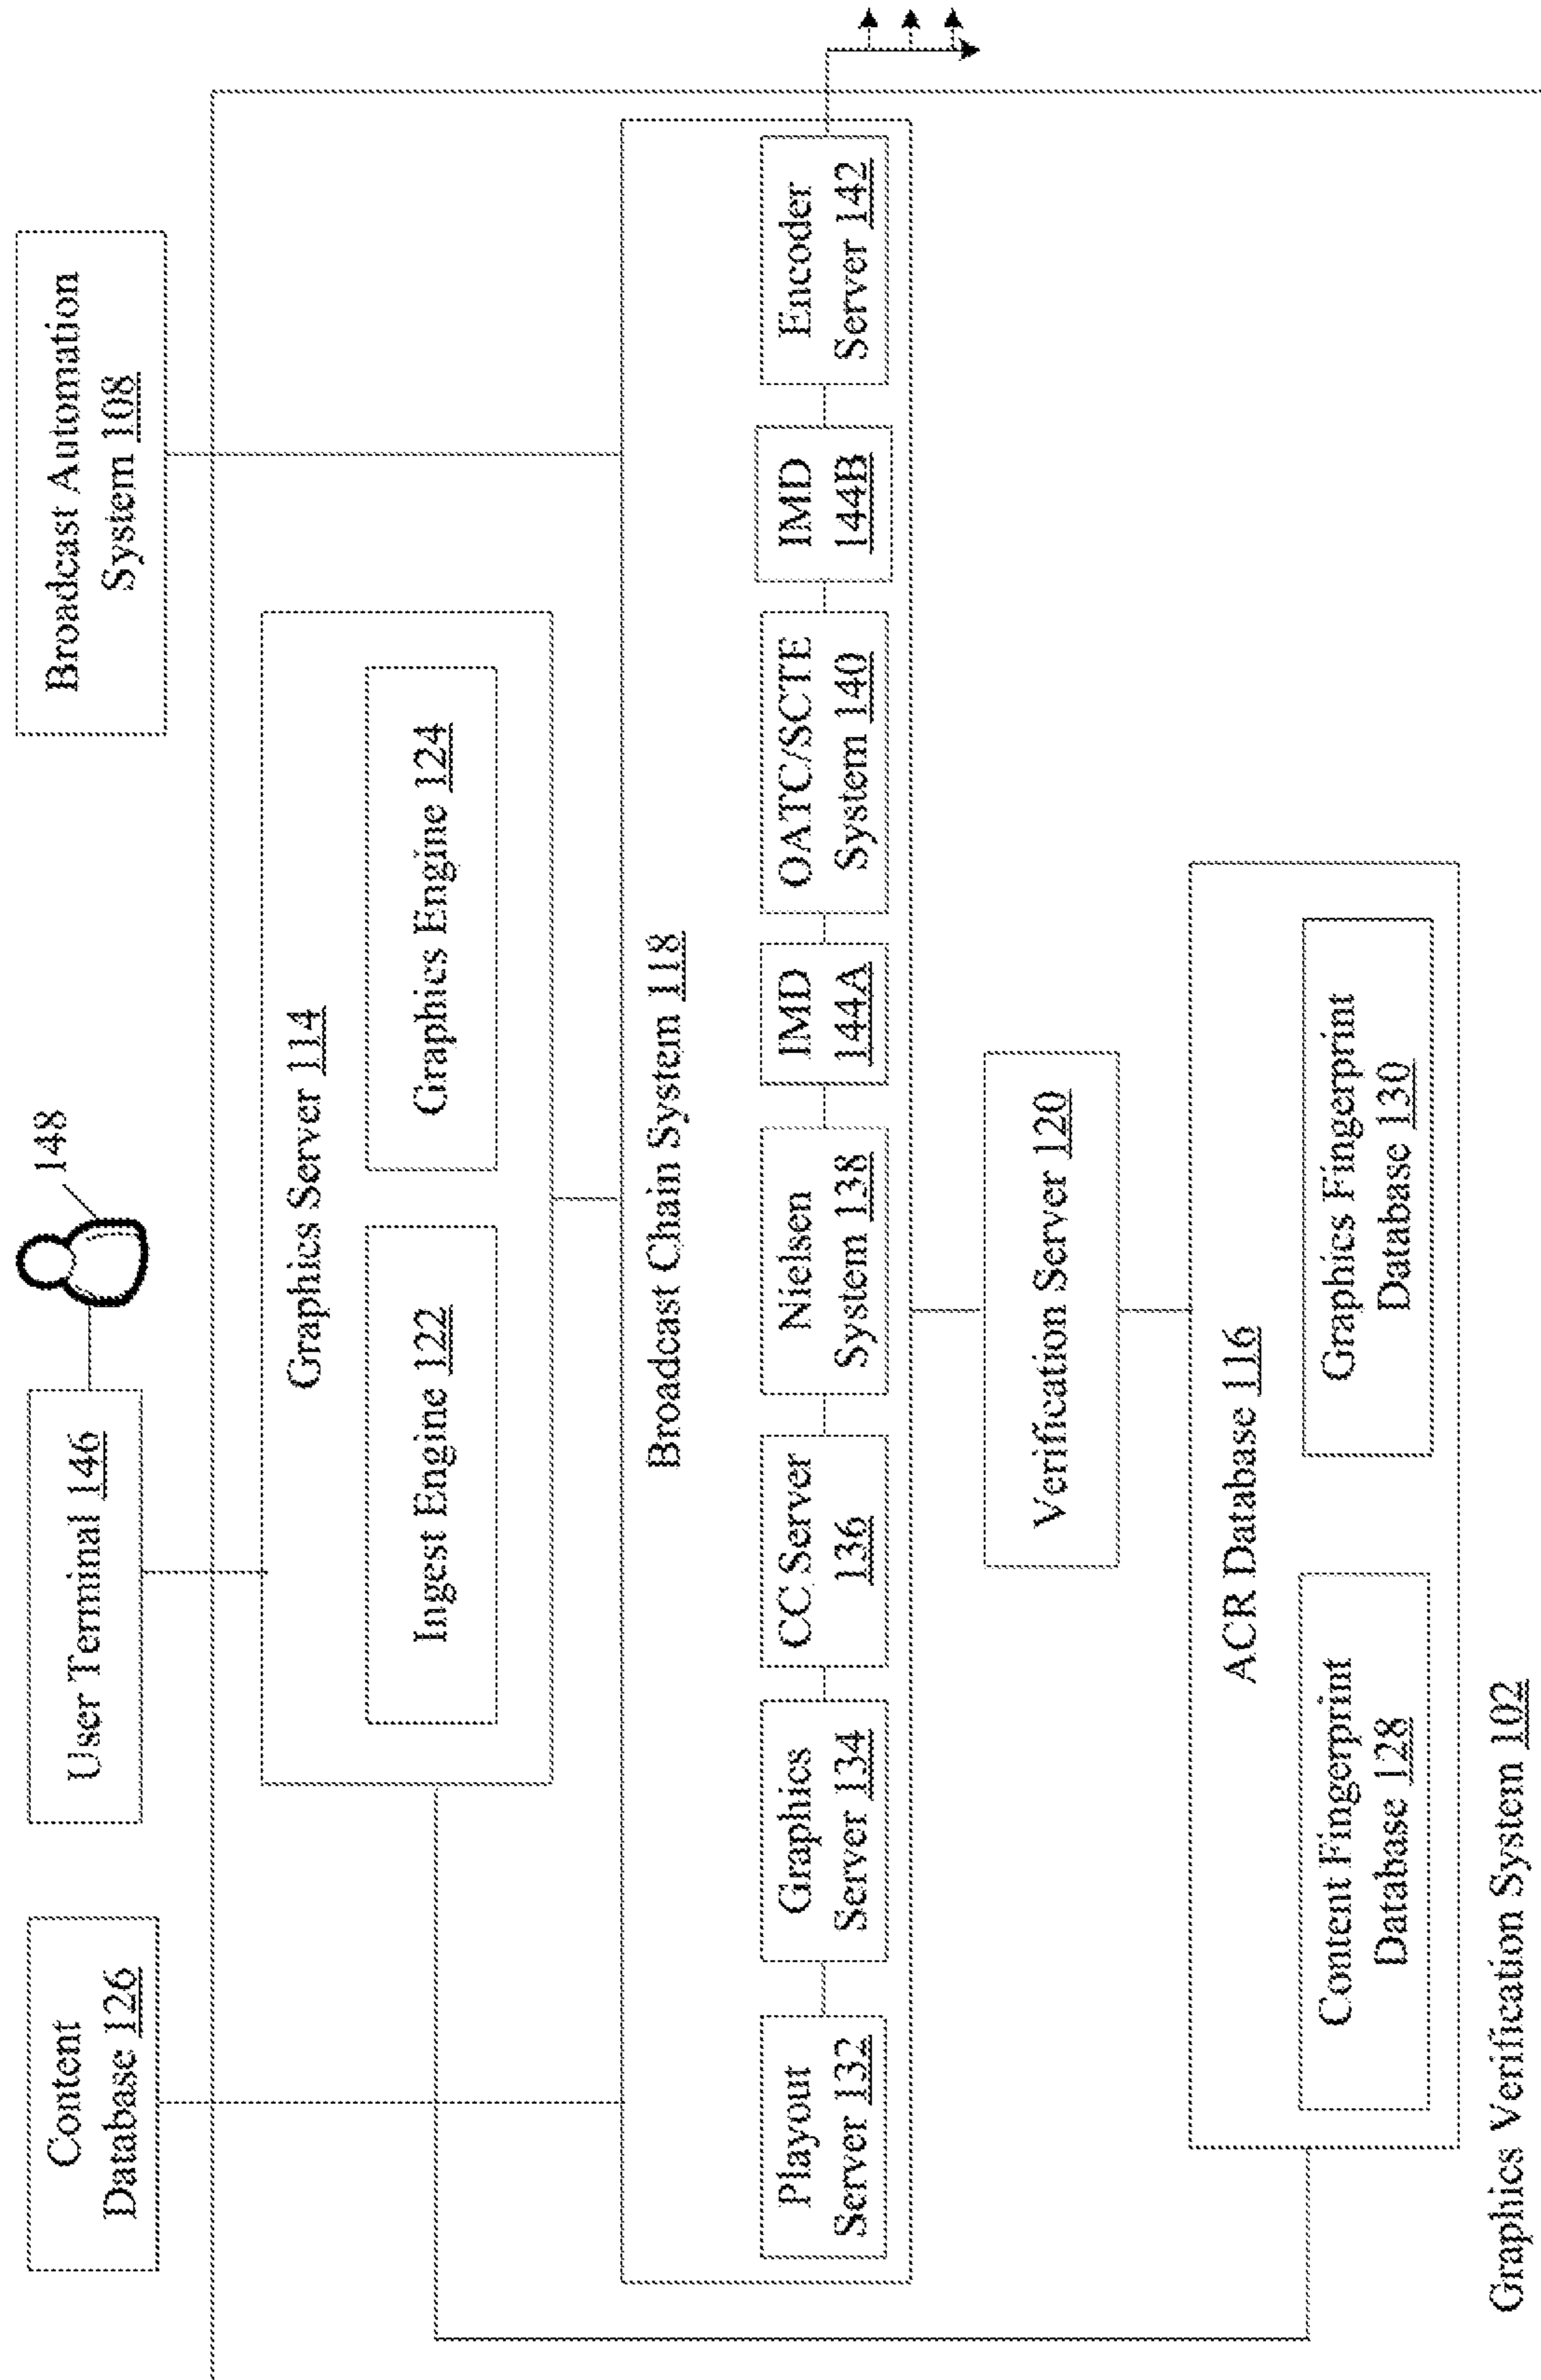 Content
Database 126
User Terminal 146
148
Broadcast Automation
System 108
Graphics Server 114
Ingest Engine 122
Graphics Engine 124
Broadcast Chain System 118
Playout
Server 132
Graphics
Server 134
CC Server
136
Nielsen
System 138
IMD
144A
OATC/SCTE
System 140
IMD
144B
Encoder
Server 142
Verification Server 120
ACR Database 116
Content Fingerprint
Database 128
Graphics Fingerprint
Database 130
Graphics Verification System 102